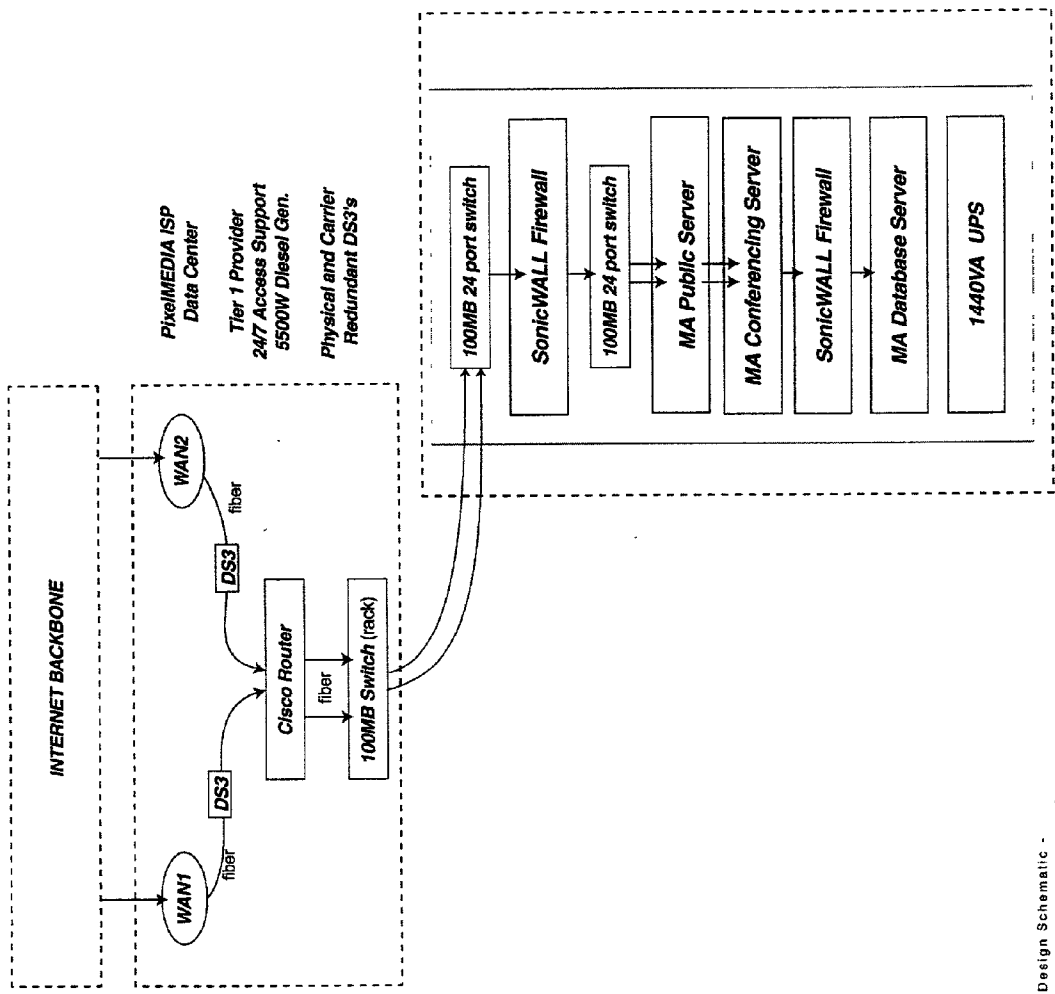 INTERNET BACKBONE
WAN1
WAN2
fiber
fiber
DS3
DS3
Cisco Router
fiber
100MB Switch (rack)
PixelMEDIA ISP
Data Center
Tier 1 Provider
24/7 Access Support
5500W Diesel Gen.
Physical and Carrier
Redundant DS3's
100MB 24 port switch
SonicWALL Firewall
100MB 24 port switch
MA Public Server
MA Conferencing Server
SonicWALL Firewall
MA Database Server
1440VA UPS
Design Schematic -